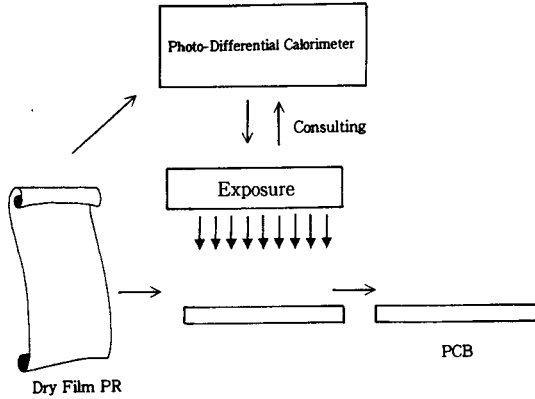 Photo-Differential Calorimeter
Consulting
Exposure
PCB
Dry Film PR